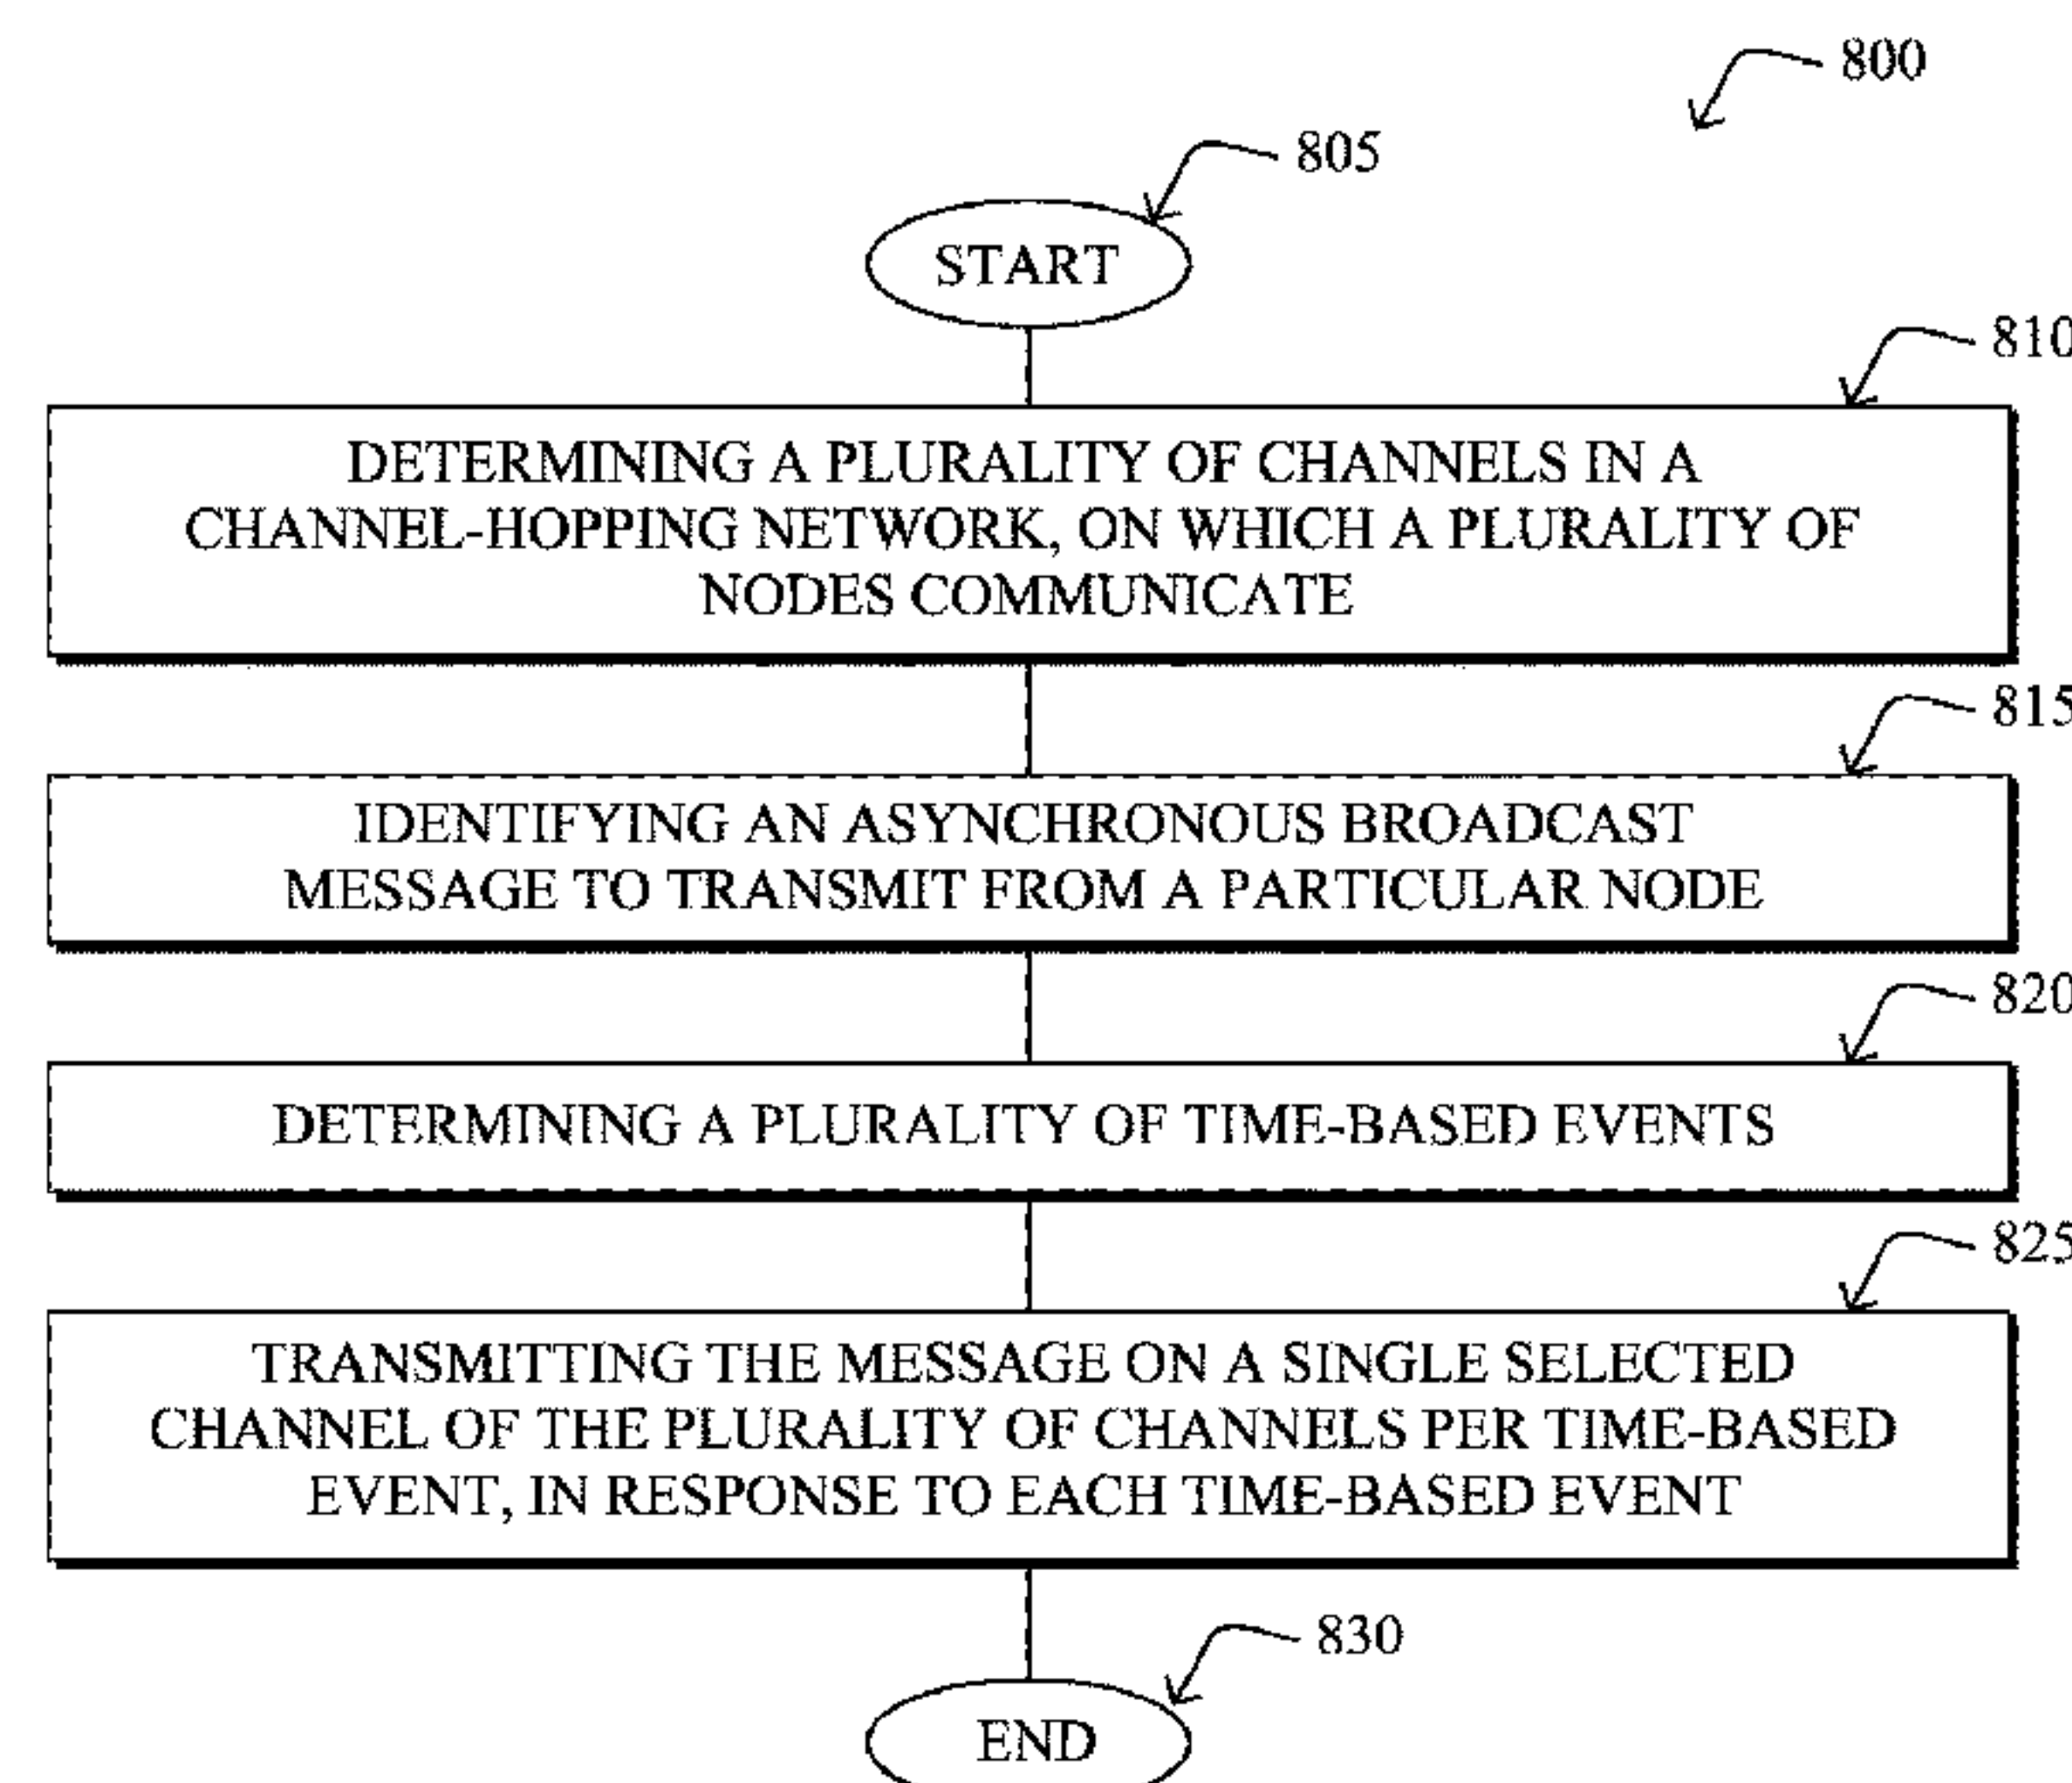 800
805
START
810
DETERMINING A PLURALITY OF CHANNELS IN A
CHANNEL-HOPPING NETWORK, ON WHICH A PLURALITY OF
NODES COMMUNICATE
815
IDENTIFYING AN ASYNCHRONOUS BROADCAST
MESSAGE TO TRANSMIT FROM A PARTICULAR NODE
820
DETERMINING A PLURALITY OF TIME-BASED EVENTS
825
TRANSMITTING THE MESSAGE ON A SINGLE SELECTED
CHANNEL OF THE PLURALITY OF CHANNELS PER TIME-BASED
EVENT, IN RESPONSE TO EACH TIME-BASED EVENT
830
END